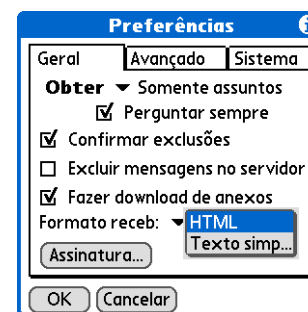 Preferências
Geral Avançado Sistema
Obter Somente assuntos
Perguntar sempre
Confirmar exclusões
Excluir mensagens no servidor
Fazer download de anexos
Formato receb: HTML
Texto simp...
Assinatura...
OK Cancelar